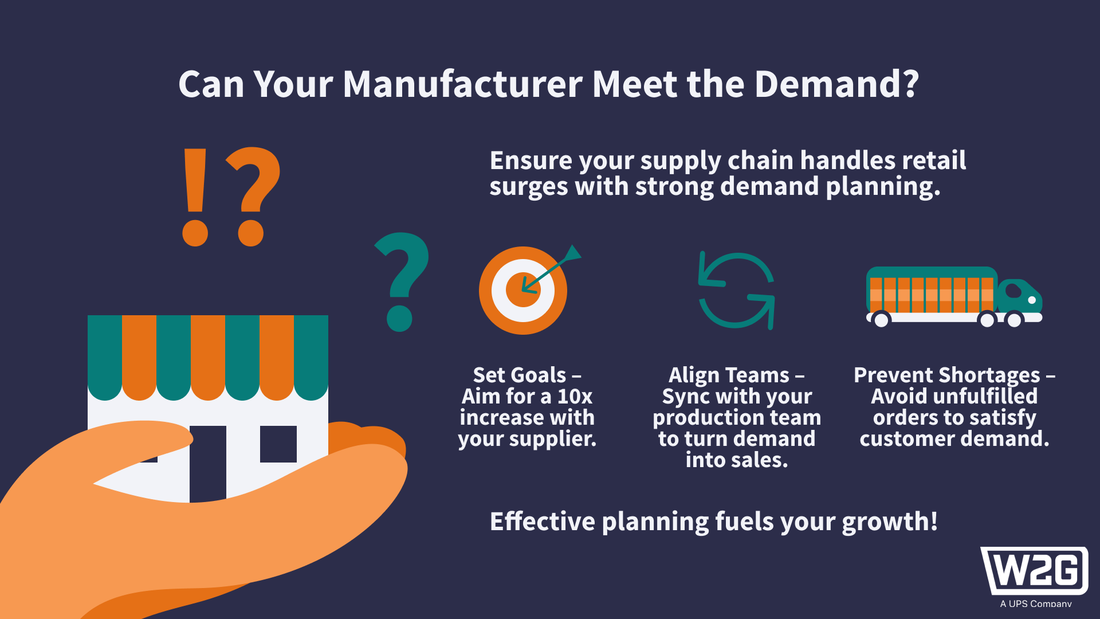 Can Your Manufacturer Meet the Demand?
! ?
?
Ensure your supply chain handles retail
surges with strong demand planning.
Set Goals –
Aim for a 10x
increase with
your supplier.
Align Teams –
Sync with your
production team
to turn demand
into sales.
Prevent Shortages –
Avoid unfulfilled
orders to satisfy
customer demand.
Effective planning fuels your growth!
W2G
A UPS Company